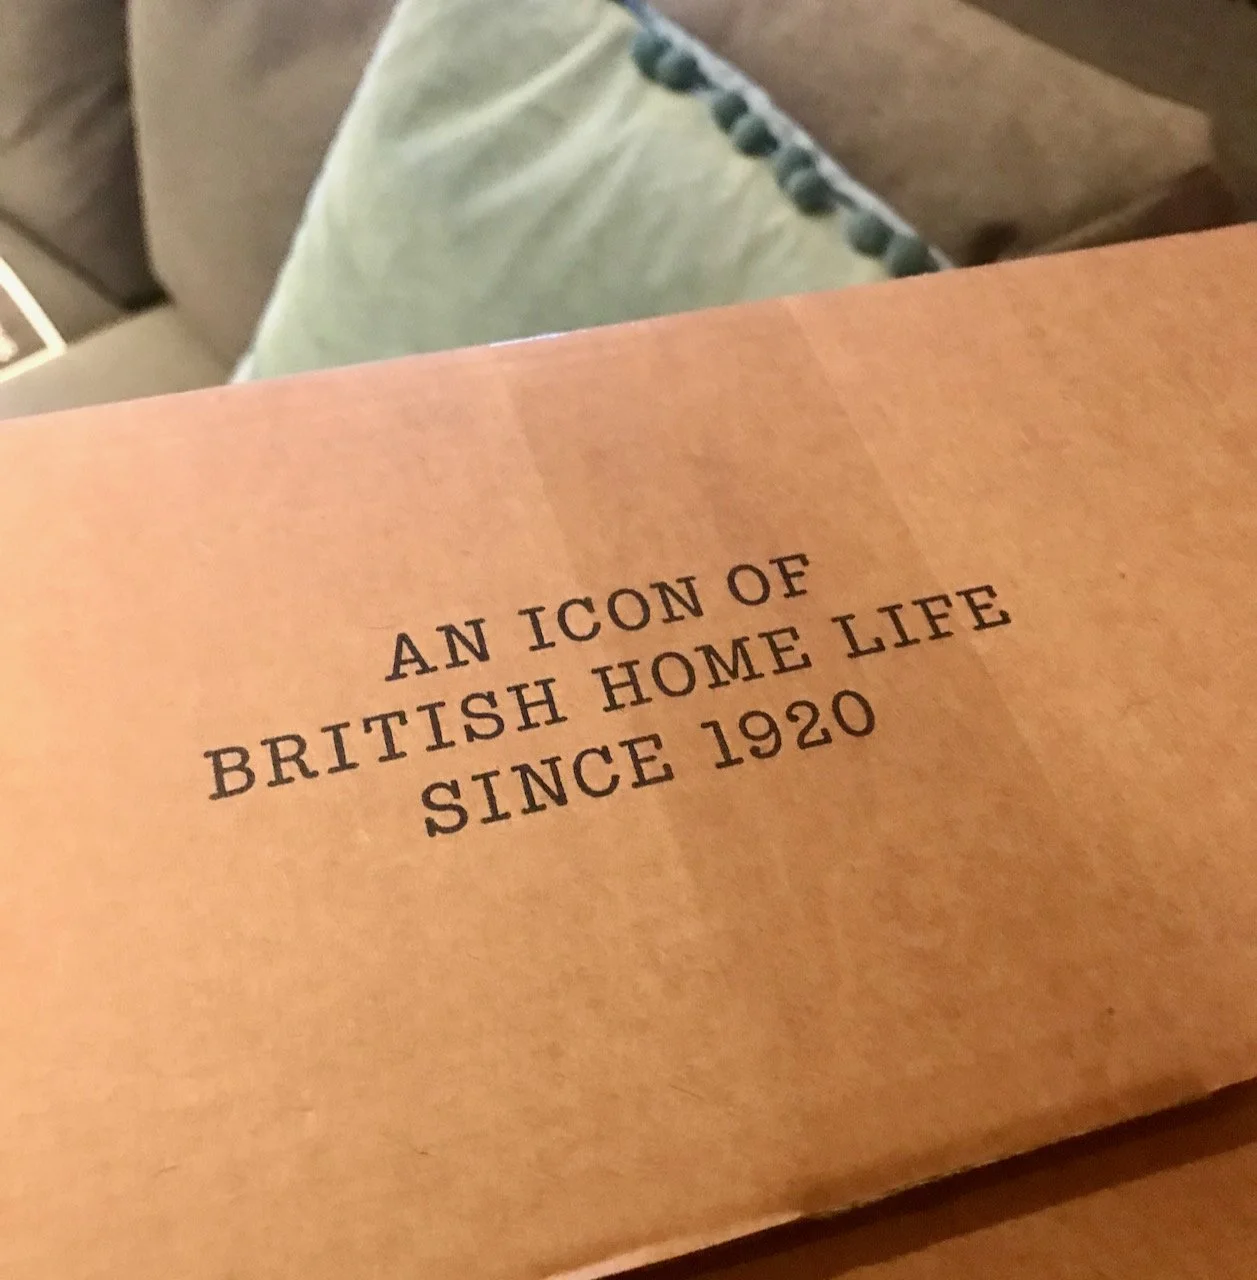 AN ICON OF
BRITISH HOME LIFE
SINCE 1920